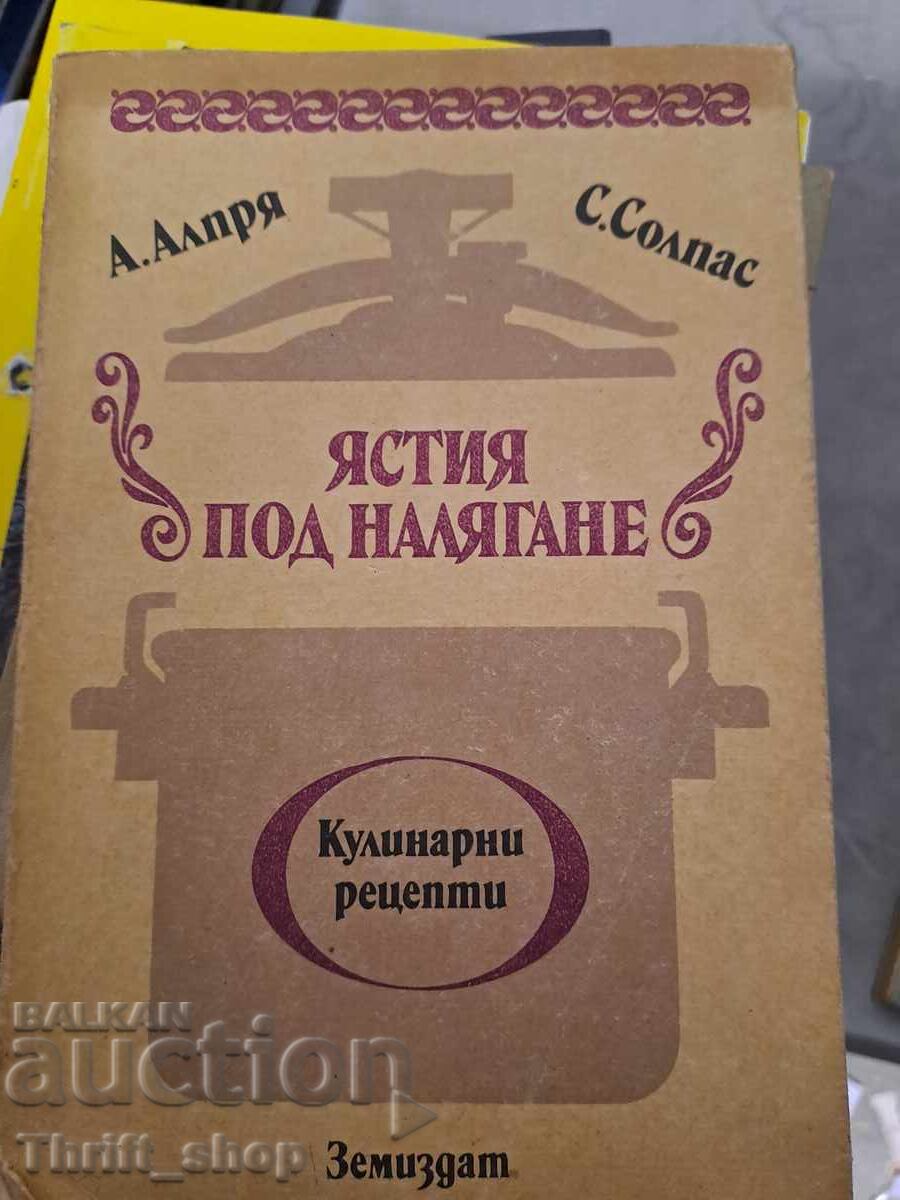 А. Алпря
С. Солпас
ЯСТИЯ
ПОД НАЛЯГАНЕ
Кулинарни
рецепти
BALKAN
auction
Thrift_shop
Земиздат